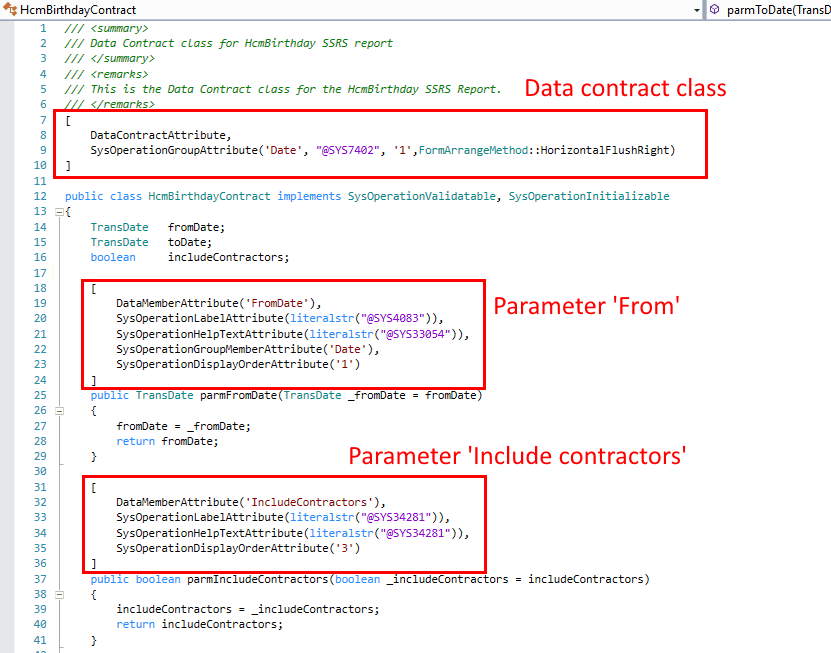 HcmBirthdayContract
parmToDate(TransD
1 /// <summary>
2 /// Data Contract class for HcmBirthday SSRS report
3 /// </summary>
4 /// <remarks>
5 /// This is the Data Contract class for the HcmBirthday SSRS Report.
Data contract class
6 /// </remarks>
7 [
8 DataContractAttribute,
9 SysOperationGroupAttribute('Date', "@SYS7402", '1',FormArrangeMethod::HorizontalFlushRight)
10 ]
11
12 public class HcmBirthdayContract implements SysOperationValidatable, SysOperationInitializable
13 {
14 TransDate fromDate;
15 TransDate toDate;
16 boolean includeContractors;
17
18 [
19 DataMemberAttribute('FromDate'),
Parameter 'From'
20 SysOperationLabelAttribute(literalstr("@SYS4083")),
21 SysOperationHelpTextAttribute(literalstr("@SYS33054")),
22 SysOperationGroupMemberAttribute('Date'),
23 SysOperationDisplayOrderAttribute('1')
24 ]
25 public TransDate parmFromDate(TransDate _fromDate = fromDate)
26 {
27 fromDate = _fromDate;
28 return fromDate;
29 }
Parameter 'Include contractors'
30
31 [
32 DataMemberAttribute('IncludeContractors'),
33 SysOperationLabelAttribute(literalstr("@SYS34281")),
34 SysOperationHelpTextAttribute(literalstr("@SYS34281")),
35 SysOperationDisplayOrderAttribute('3')
36 ]
37 public boolean parmIncludeContractors(boolean _includeContractors = includeContractors)
38 {
39 includeContractors = _includeContractors;
40 return includeContractors;
41 }